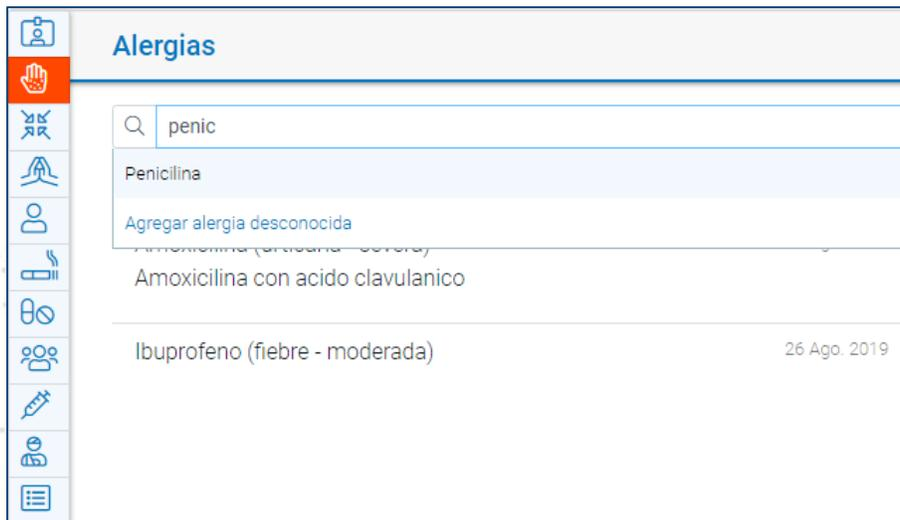 Alergias
penic
Penicilina
Agregar alergia desconocida
Amoxicilina con acido clavulanico
Ibuprofeno (fiebre - moderada)
26 Ago. 2019